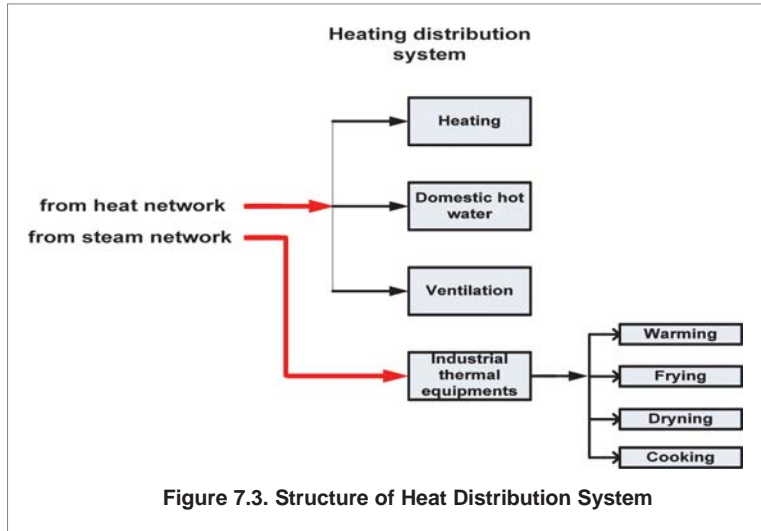 Heating distribution
system
Heating
from heat network
Domestic hot
water
from steam network
Ventilation
Industrial
thermal
equipments
Warming
Frying
Dryning
Cooking
Figure 7.3. Structure of Heat Distribution System